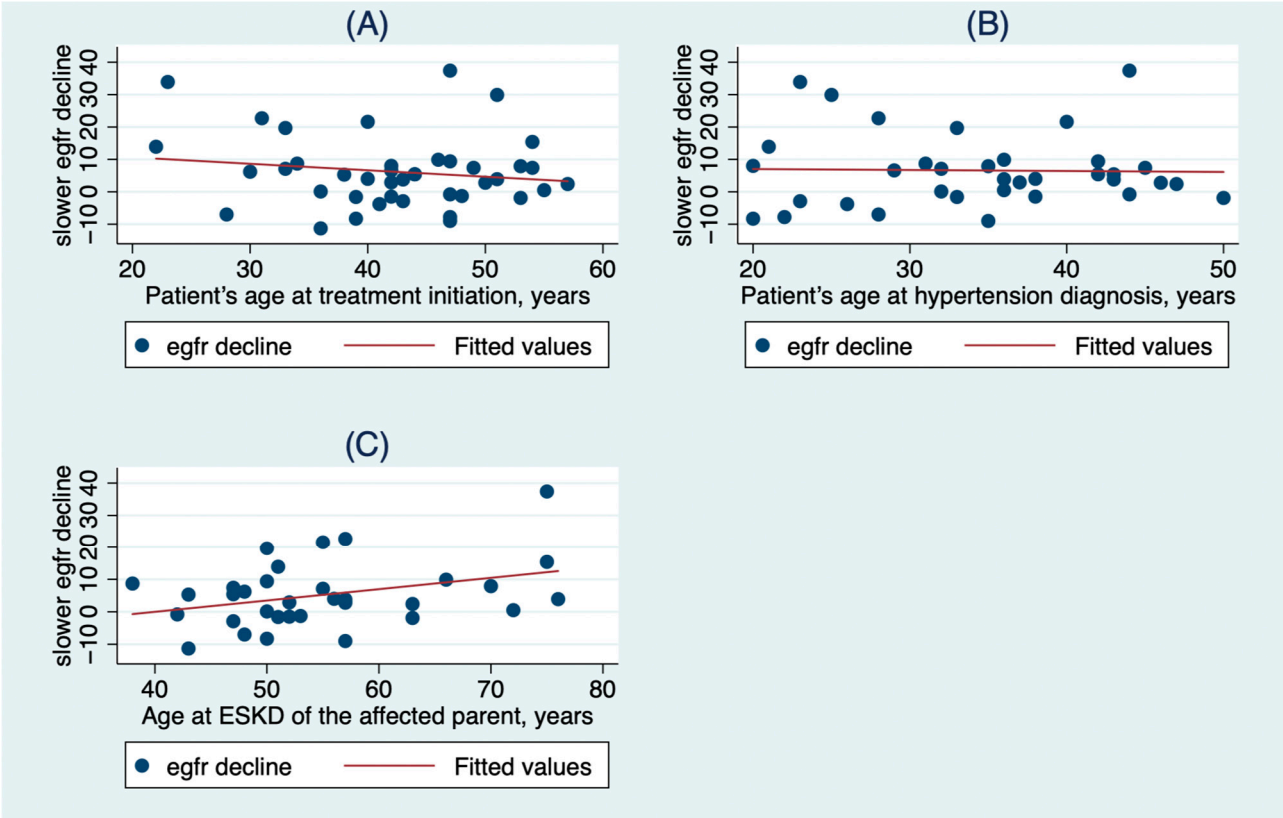 (A)
slower egfr decline
40
30
20
10
0
−10
20 30 40 50 60
Patient's age at treatment initiation, years
egfr decline Fitted values
(B)
slower egfr decline
40
30
20
10
0
−10
20 30 40 50
Patient's age at hypertension diagnosis, years
egfr decline Fitted values
(C)
slower egfr decline
40
30
20
10
0
−10
40 50 60 70 80
Age at ESKD of the affected parent, years
egfr decline Fitted values